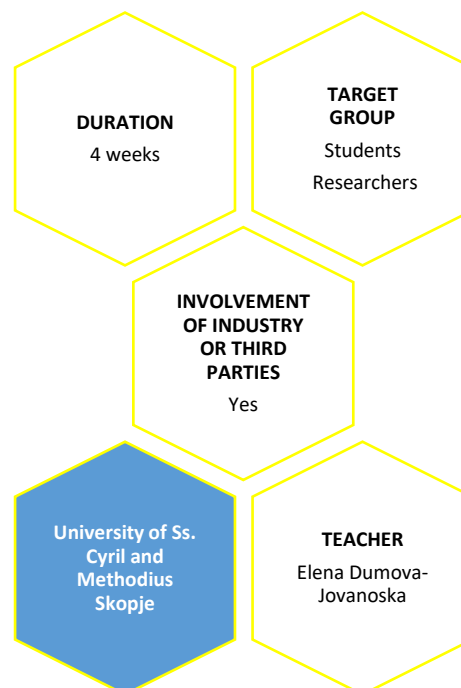 DURATION
4 weeks
TARGET
GROUP
Students
Researchers
INVOLVEMENT
OF INDUSTRY
OR THIRD
PARTIES
Yes
University of Ss.
Cyril and
Methodius
Skopje
TEACHER
Elena Dumova-
Jovanoska